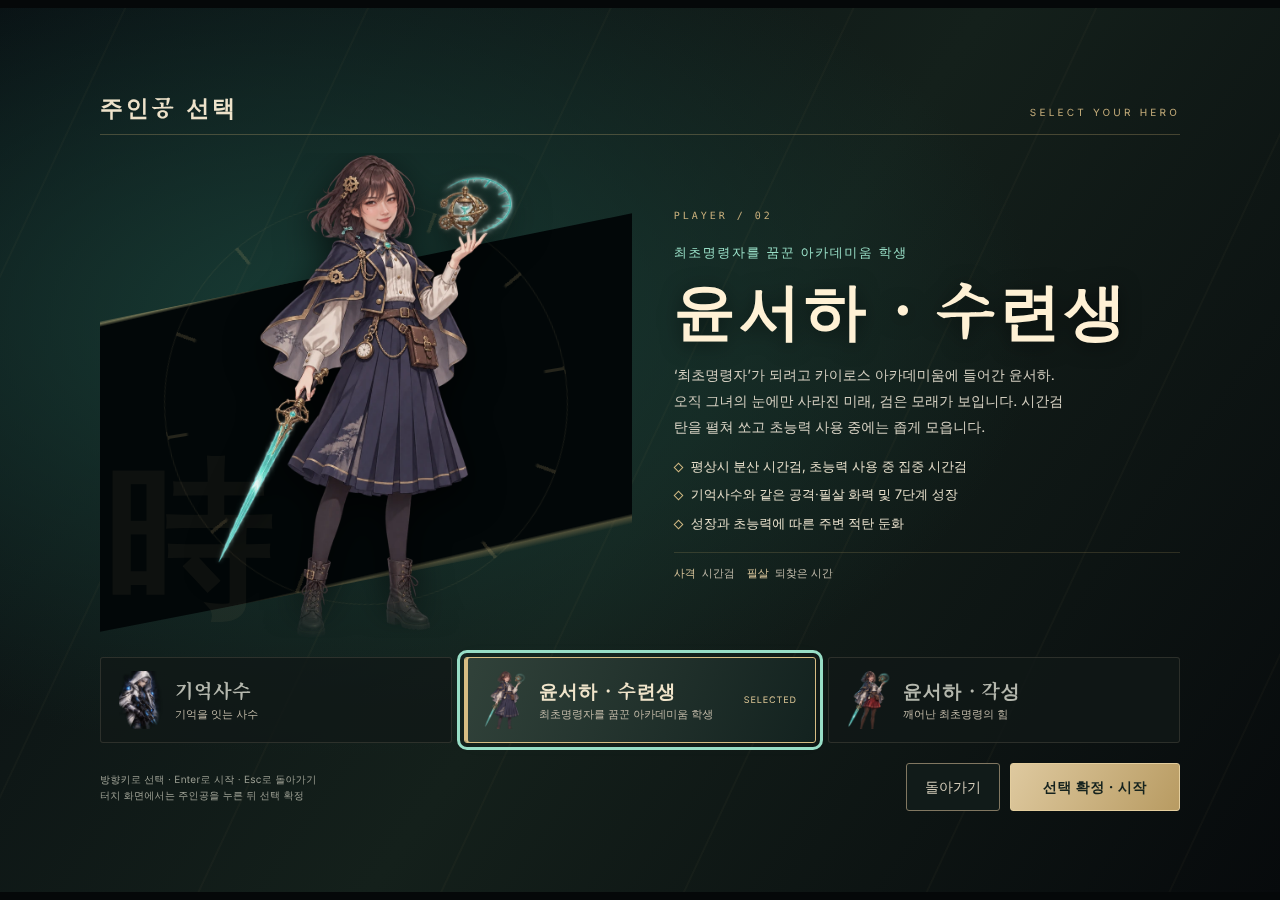 주인공 선택
SELECT YOUR HERO
PLAYER / 02
최초명령자를 꿈꾼 아카데미움 학생
윤서하 · 수련생
‘최초명령자’가 되려고 카이로스 아카데미움에 들어간 윤서하.
오직 그녀의 눈에만 사라진 미래, 검은 모래가 보입니다. 시간검
탄을 펼쳐 쏘고 초능력 사용 중에는 좁게 모읍니다.
◇ 평상시 분산 시간검, 초능력 사용 중 집중 시간검
◇ 기억사수와 같은 공격·필살 화력 및 7단계 성장
◇ 성장과 초능력에 따른 주변 적탄 둔화
사격 시간검 필살 되찾은 시간
時
기억사수
기억을 잇는 사수
윤서하 · 수련생
최초명령자를 꿈꾼 아카데미움 학생
SELECTED
윤서하 · 각성
깨어난 최초명령의 힘
방향키로 선택 · Enter로 시작 · Esc로 돌아가기
터치 화면에서는 주인공을 누른 뒤 선택 확정
돌아가기
선택 확정 · 시작